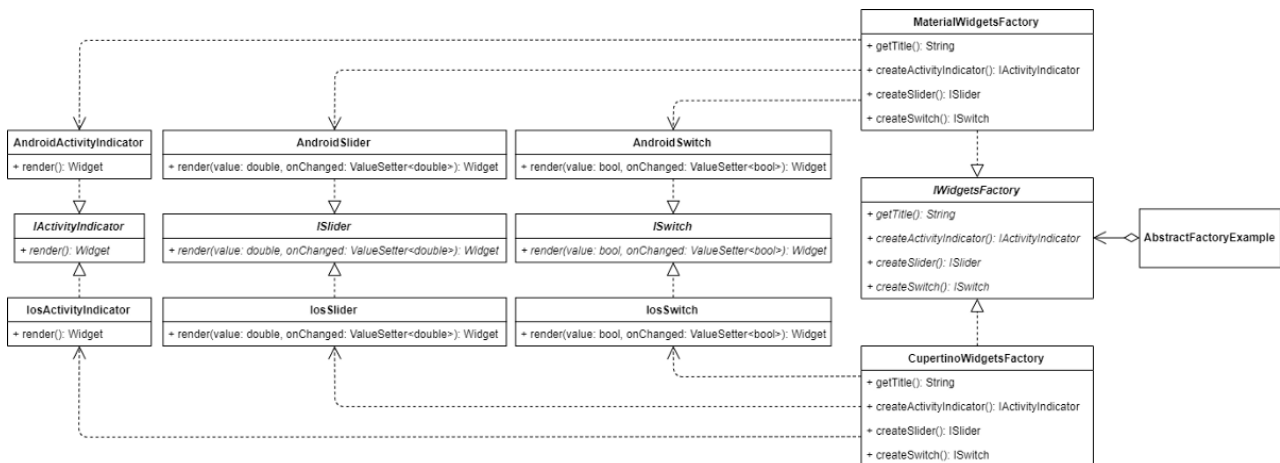 MaterialWidgetsFactory
+ getTitle(): String
+ createActivityIndicator(): IActivityIndicator
+ createSlider(): ISlider
+ createSwitch(): ISwitch
AndroidActivityIndicator
+ render(): Widget
AndroidSlider
+ render(value: double, onChanged: ValueSetter<double>): Widget
AndroidSwitch
+ render(value: bool, onChanged: ValueSetter<bool>): Widget
IActivityIndicator
+ render(): Widget
ISlider
+ render(value: double, onChanged: ValueSetter<double>): Widget
ISwitch
+ render(value: bool, onChanged: ValueSetter<bool>): Widget
IWidgetsFactory
+ getTitle(): String
+ createActivityIndicator(): IActivityIndicator
+ createSlider(): ISlider
+ createSwitch(): ISwitch
AbstractFactoryExample
IosActivityIndicator
+ render(): Widget
IosSlider
+ render(value: double, onChanged: ValueSetter<double>): Widget
IosSwitch
+ render(value: bool, onChanged: ValueSetter<bool>): Widget
CupertinoWidgetsFactory
+ getTitle(): String
+ createActivityIndicator(): IActivityIndicator
+ createSlider(): ISlider
+ createSwitch(): ISwitch